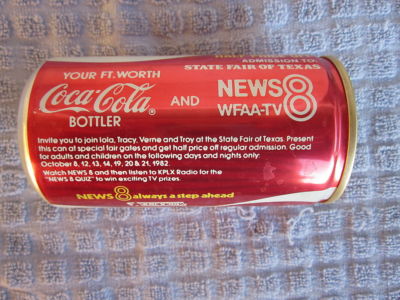 ADMISSION TO:
STATE FAIR OF TEXAS
YOUR FT. WORTH
Coca-Cola®
BOTTLER
AND
NEWS 8
WFAA-TV
Invite you to join Iola, Tracy, Verne and Troy at the State Fair of Texas. Present
this can at special fair gates and get half price off regular admission. Good
for adults and children on the following days and nights only:
October 8, 12, 13, 14, 19, 20 & 21, 1982.
Watch NEWS 8 and then listen to KPLX Radio for the
"NEWS 8 QUIZ" to win exciting TV prizes.
NEWS 8 always a step ahead